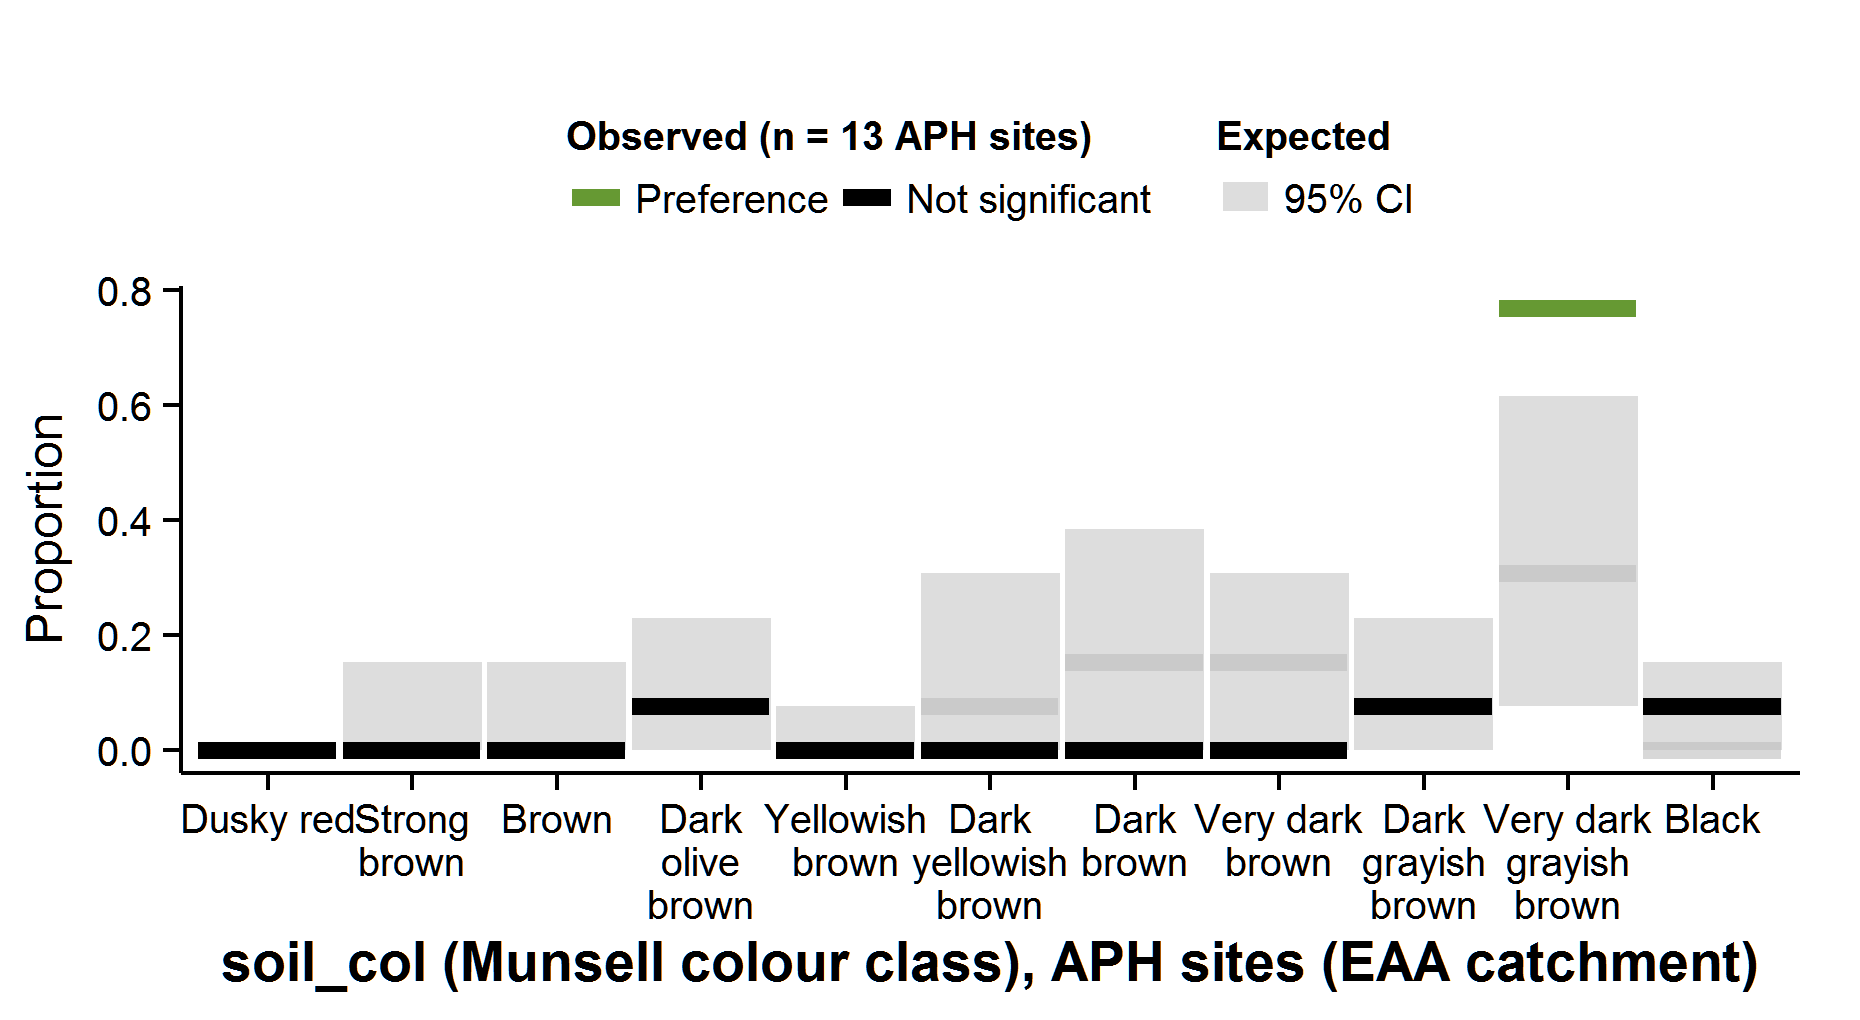 Observed (n = 13 APH sites) Expected
Preference Not significant 95% CI
0.8
0.6
0.4
0.2
0.0
Proportion
Dusky red Strong Brown Dark Yellowish Dark Dark Very dark Dark Very dark Black
brown olive brown yellowish brown brown grayish grayish
brown brown brown brown
soil_col (Munsell colour class), APH sites (EAA catchment)